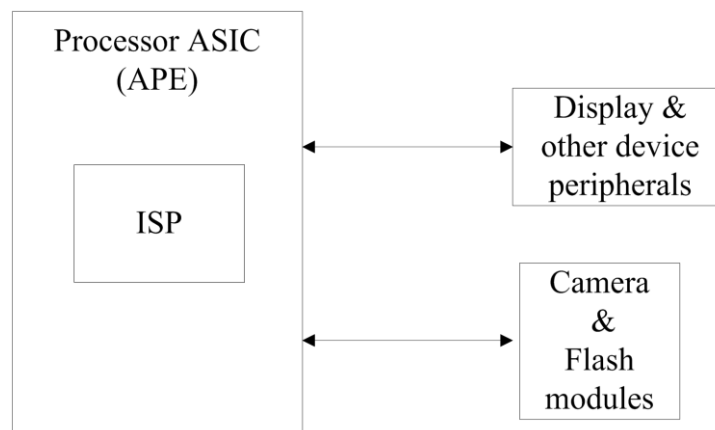 Processor ASIC
(APE)
ISP
Display &
other device
peripherals
Camera
&
Flash
modules